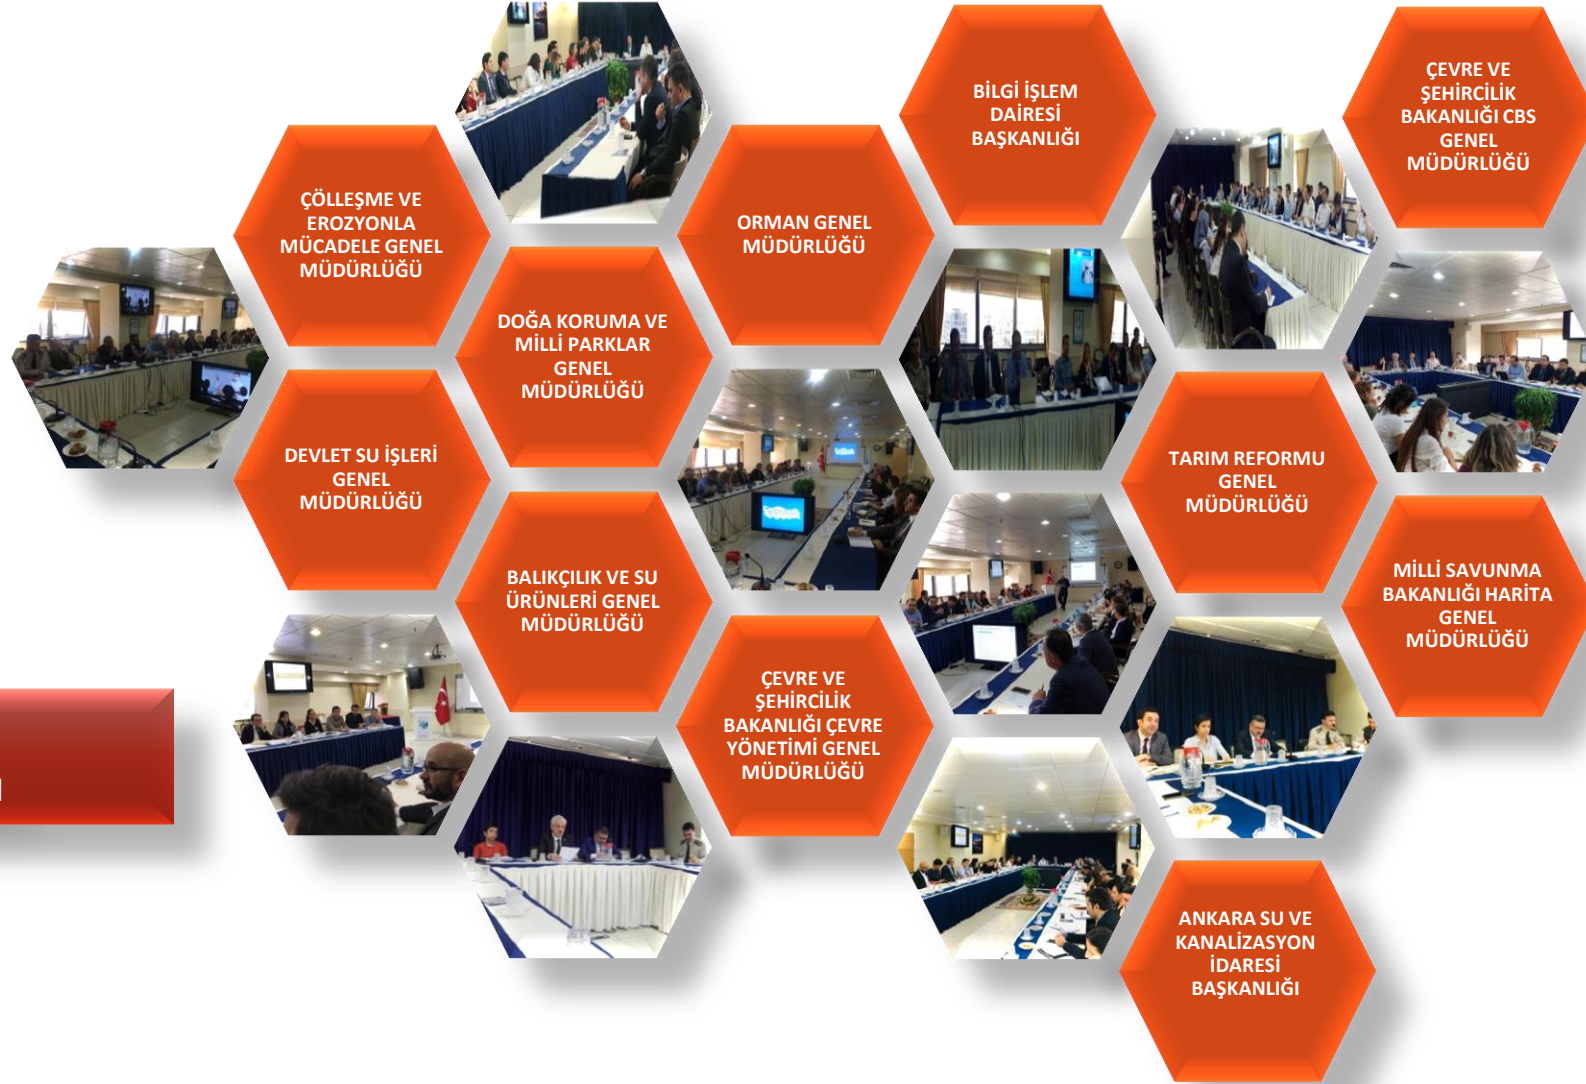 ÇÖLLEŞME VE
EROZYONLA
MÜCADELE GENEL
MÜDÜRLÜĞÜ
DEVLET SU İŞLERİ
GENEL
MÜDÜRLÜĞÜ
DOĞA KORUMA VE
MİLLİ PARKLAR
GENEL
MÜDÜRLÜĞÜ
BALIKÇILIK VE SU
ÜRÜNLERİ GENEL
MÜDÜRLÜĞÜ
ORMAN GENEL
MÜDÜRLÜĞÜ
ÇEVRE VE
ŞEHİRCİLİK
BAKANLIĞI ÇEVRE
YÖNETİMİ GENEL
MÜDÜRLÜĞÜ
BİLGİ İŞLEM
DAİRESİ
BAŞKANLIĞI
TARIM REFORMU
GENEL
MÜDÜRLÜĞÜ
ANKARA SU VE
KANALİZASYON
İDARESİ
BAŞKANLIĞI
ÇEVRE VE
ŞEHİRCİLİK
BAKANLIĞI CBS
GENEL
MÜDÜRLÜĞÜ
MİLLİ SAVUNMA
BAKANLIĞI HARİTA
GENEL
MÜDÜRLÜĞÜ